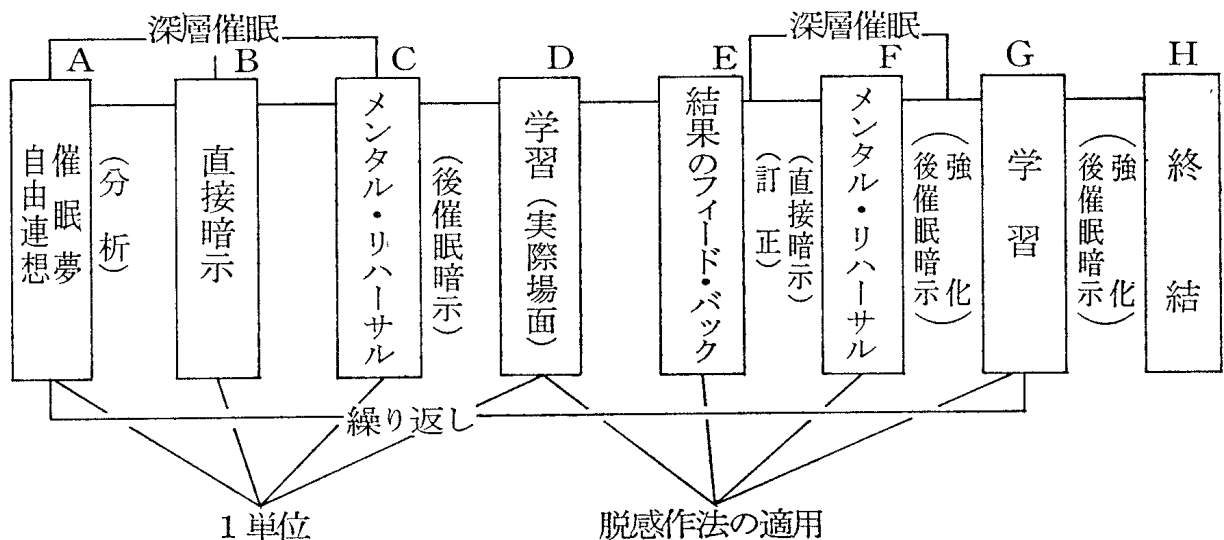 深層催眠
深層催眠
A
B
C
D
E
F
G
H
催眠夢
自由連想
(分析)
直接暗示
メンタル・リハーサル
(後催眠暗示)
学習(実際場面)
結果のフィード・バック
(直接暗示)
(訂正)
メンタル・リハーサル
(強化)
(後催眠暗示)
学習
(強化)
(後催眠暗示)
終結
繰り返し
1単位
脱感作法の適用